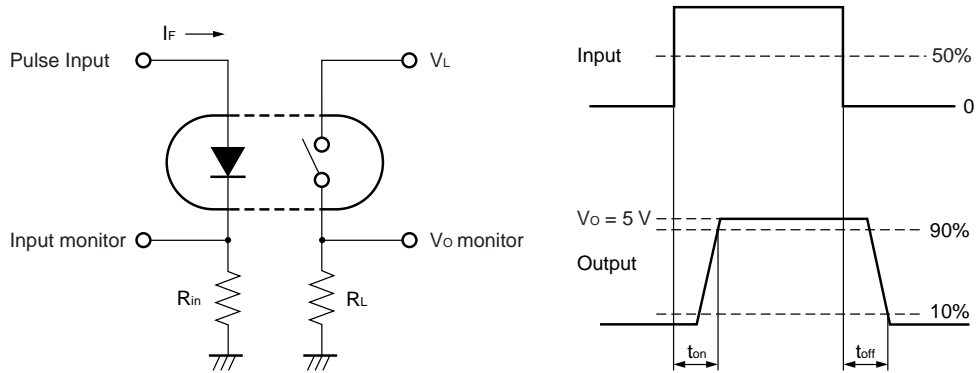 IF
Pulse Input
VL
Input monitor
VO monitor
Rin
RL
Input
50%
0
VO = 5 V
90%
Output
10%
ton
toff